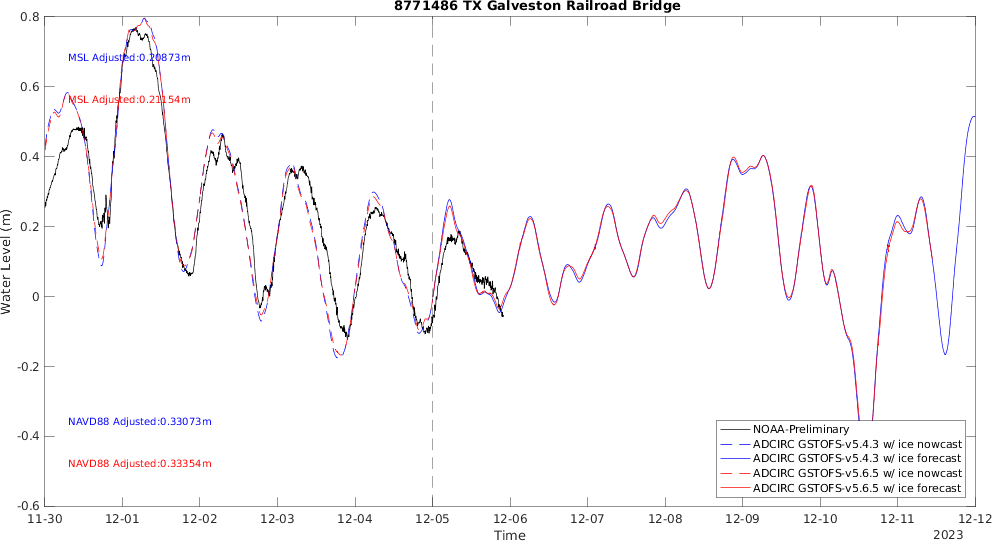 8771486 TX Galveston Railroad Bridge
0.8
0.6
0.4
0.2
0
-0.2
-0.4
-0.6
Water Level (m)
MSL Adjusted:0.20873m
MSL Adjusted:0.21154m
NAVD88 Adjusted:0.33073m
NAVD88 Adjusted:0.33354m
NOAA-Preliminary
ADCIRC GSTOFS-v5.4.3 w/ ice nowcast
ADCIRC GSTOFS-v5.4.3 w/ ice forecast
ADCIRC GSTOFS-v5.6.5 w/ ice nowcast
ADCIRC GSTOFS-v5.6.5 w/ ice forecast
11-30 12-01 12-02 12-03 12-04 12-05 12-06 12-07 12-08 12-09 12-10 12-11 12-12
Time
2023